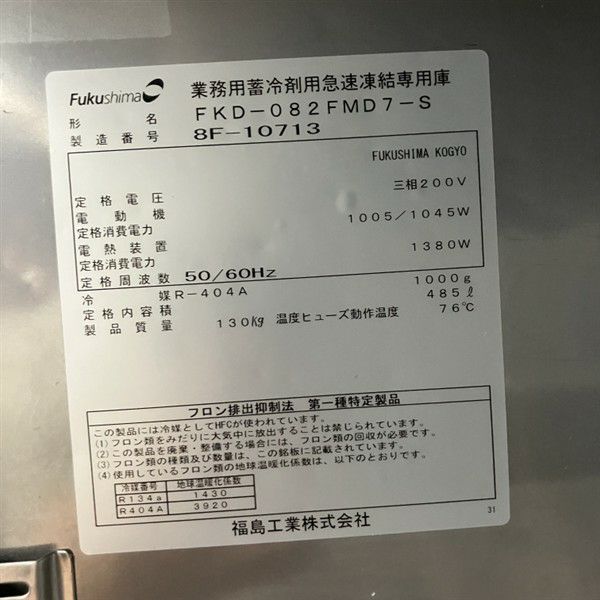 Fukushima
業務用蓄冷剤用急速凍結専用庫
形名 FKD-082FMD7-S
製造番号 8F-10713
FUKUSHIMA KOGYO
定格電圧 三相200V
電動機
定格消費電力 1005/1045W
電熱装置
定格消費電力 1380W
定格周波数 50/60Hz
冷媒 R-404A 1000g
定格内容積 485ℓ
製品質量 130kg 温度ヒューズ動作温度 76℃
フロン排出抑制法 第一種特定製品
この製品には冷媒としてHFCが使われています。
(1)フロン類をみだりに大気中に放出することは禁じられています。
(2)この製品を廃棄・整備する場合には、フロン類の回収が必要です。
(3)フロン類の種類及び数量は、この銘板に記載されています。
(4)使用しているフロン類の地球温暖化係数は、以下のとおりです。
冷媒番号 地球温暖化係数
R134a 1430
R404A 3920
福島工業株式会社
31